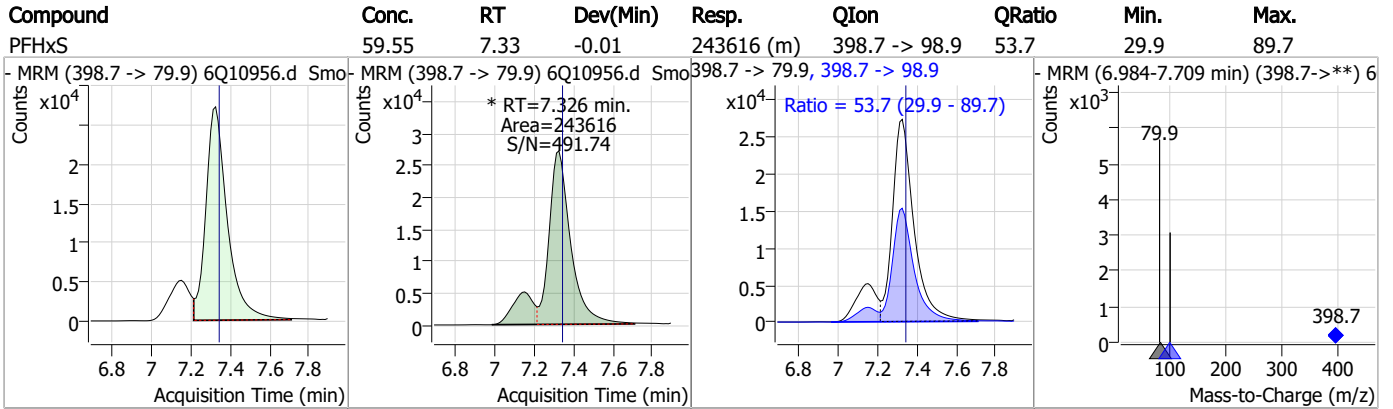 Compound Conc. RT Dev(Min) Resp. QIon QRatio Min. Max.
PFHxS 59.55 7.33 -0.01 243616 (m) 398.7 -> 98.9 53.7 29.9 89.7
- MRM (398.7 -> 79.9) 6Q10956.d Smo
Counts
x10⁴
2
1.5
1
0.5
0
6.8 7 7.2 7.4 7.6 7.8
Acquisition Time (min)
- MRM (398.7 -> 79.9) 6Q10956.d Smo
Counts
x10⁴
* RT=7.326 min.
Area=243616
S/N=491.74
3
2.5
2
1.5
1
0.5
0
6.8 7 7.2 7.4 7.6 7.8
Acquisition Time (min)
398.7 -> 79.9, 398.7 -> 98.9
Counts
x10⁴
Ratio = 53.7 (29.9 - 89.7)
2.5
2
1.5
1
0.5
0
6.8 7 7.2 7.4 7.6 7.8
Acquisition Time (min)
- MRM (6.984-7.709 min) (398.7->**) 6
Counts
x10³
79.9
5
4
3
2
1
0
398.7
100 200 300 400
Mass-to-Charge (m/z)